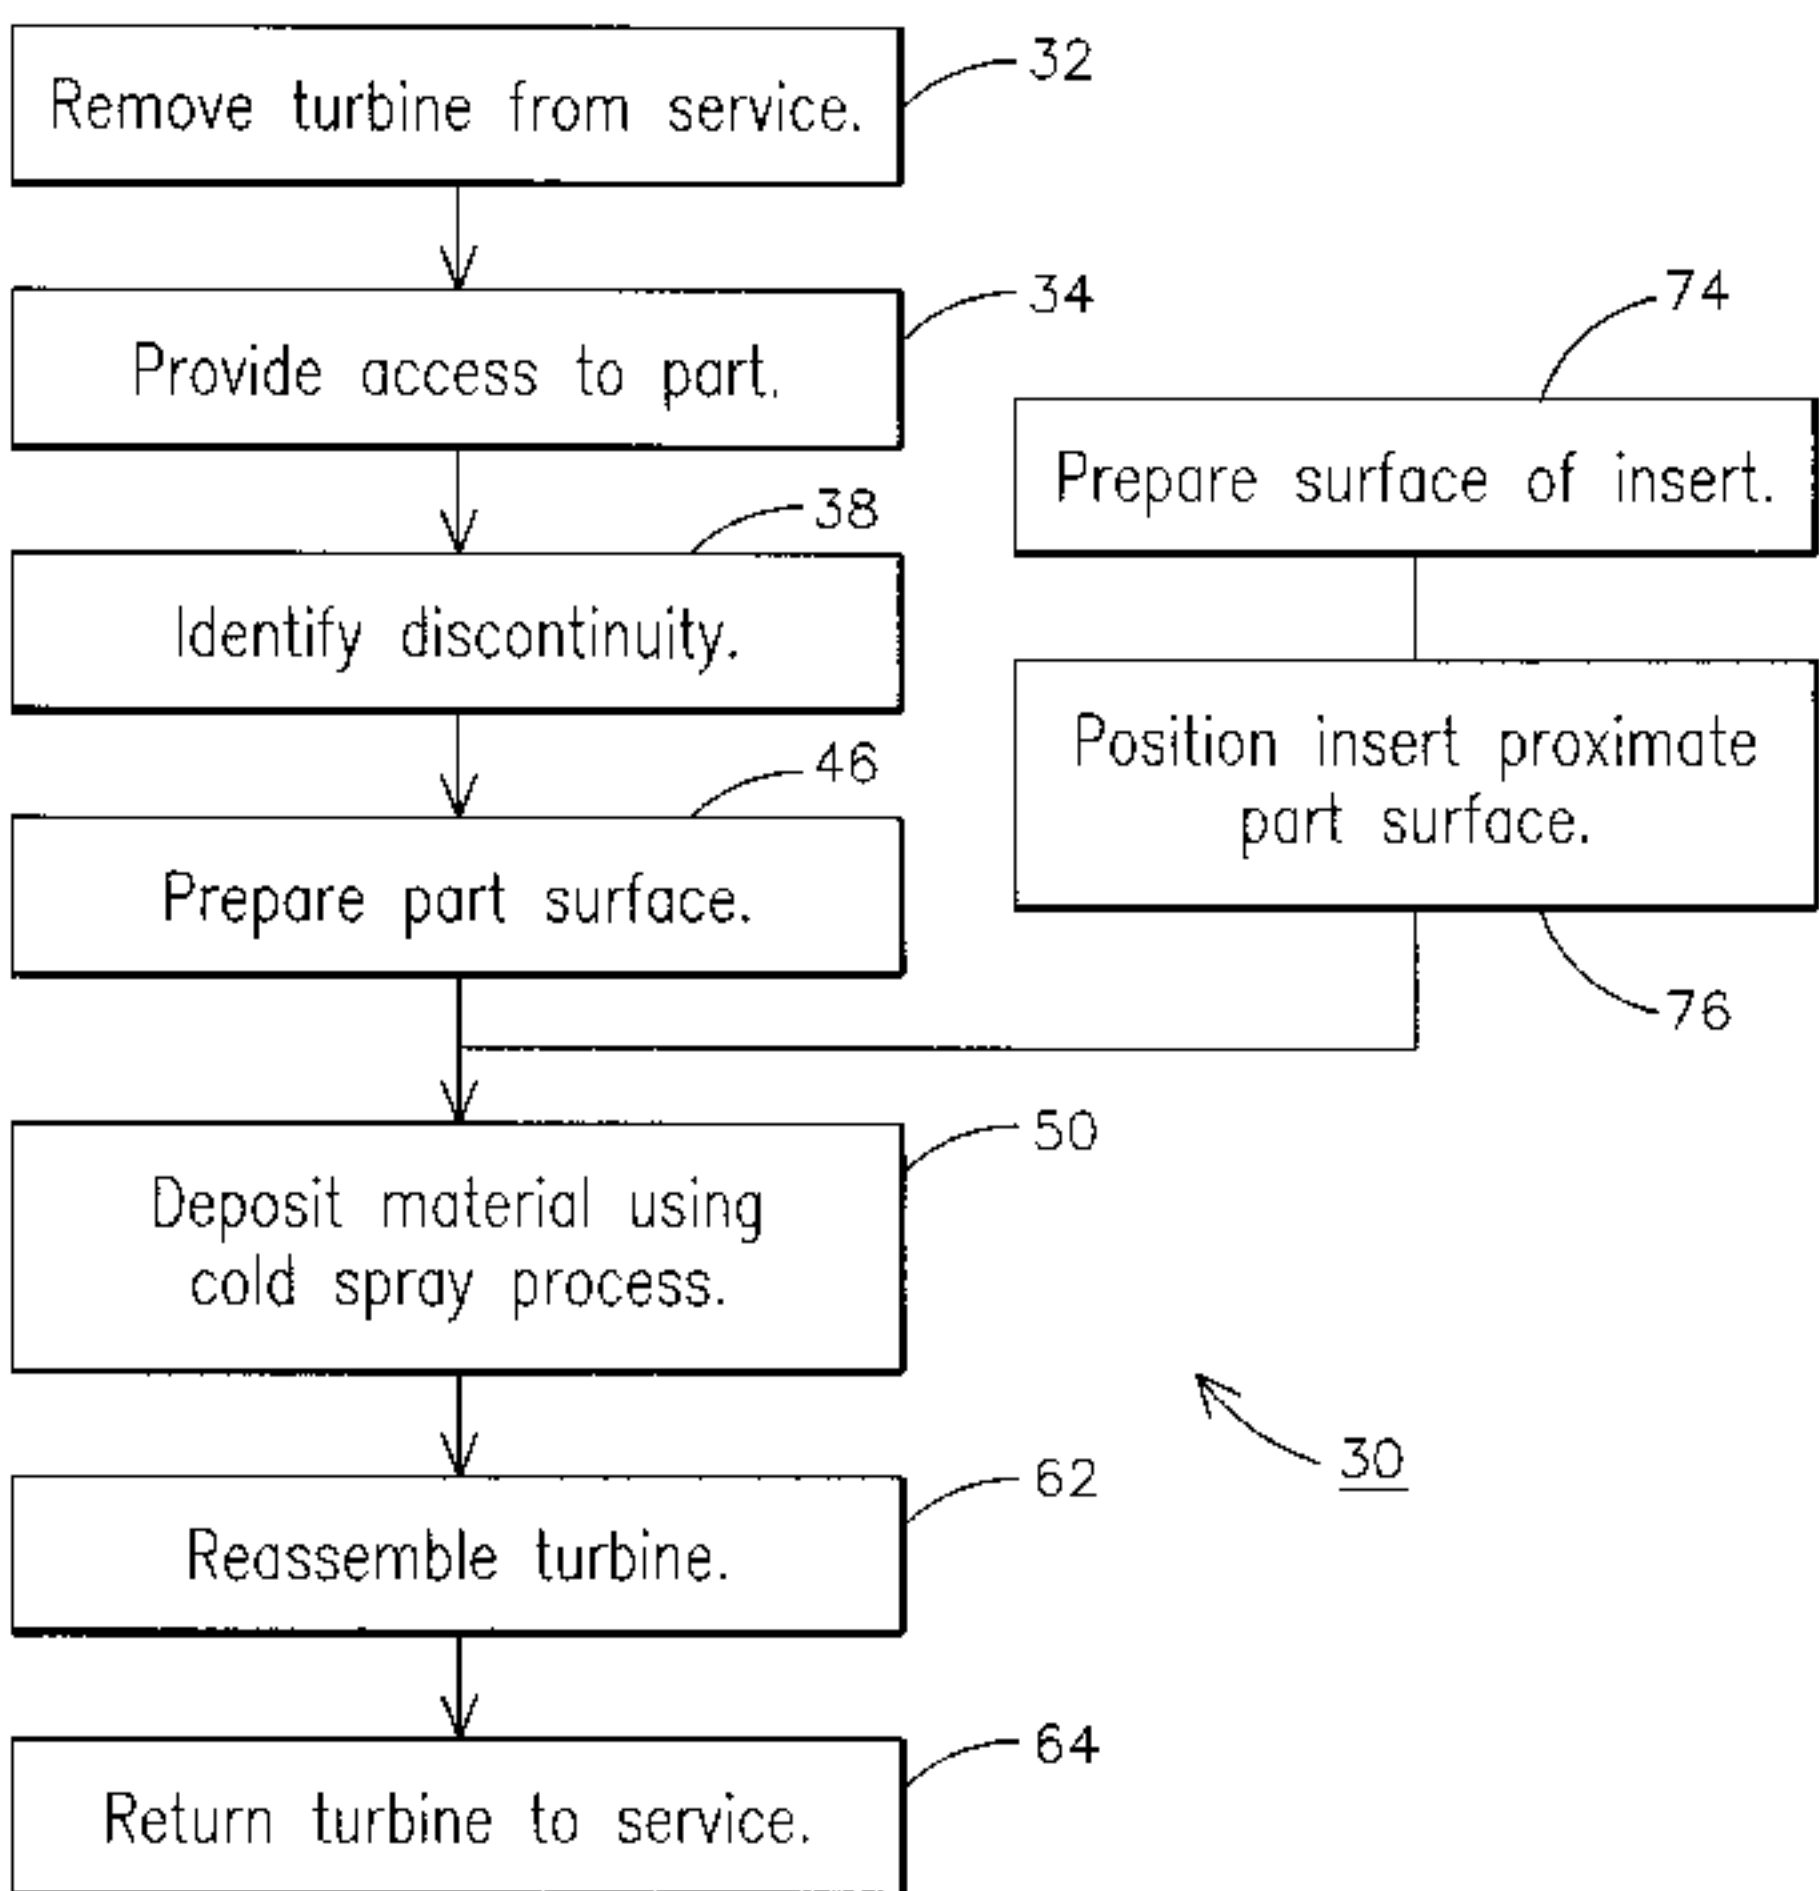 Remove turbine from service.
32
Provide access to part.
34
Identify discontinuity.
38
Prepare part surface.
46
Prepare surface of insert.
74
Position insert proximate
part surface.
76
Deposit material using
cold spray process.
50
Reassemble turbine.
62
Return turbine to service.
64
30